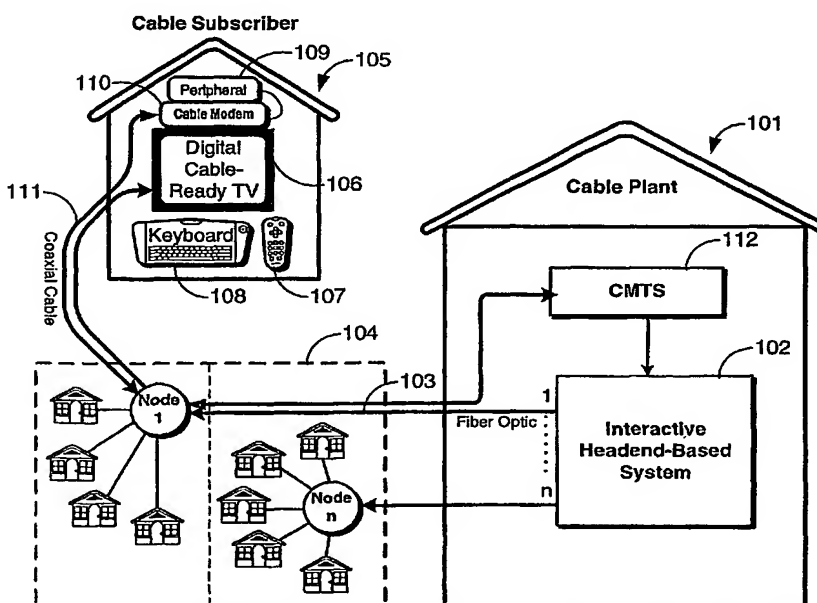 Cable Subscriber
109
110
105
Peripheral
Cable Modem
Digital
Cable-
Ready TV
106
111
Keyboard
108
107
Coaxial Cable
101
Cable Plant
112
CMTS
104
103
102
Node
1
Fiber Optic
1
n
Interactive
Headend-Based
System
Node
n